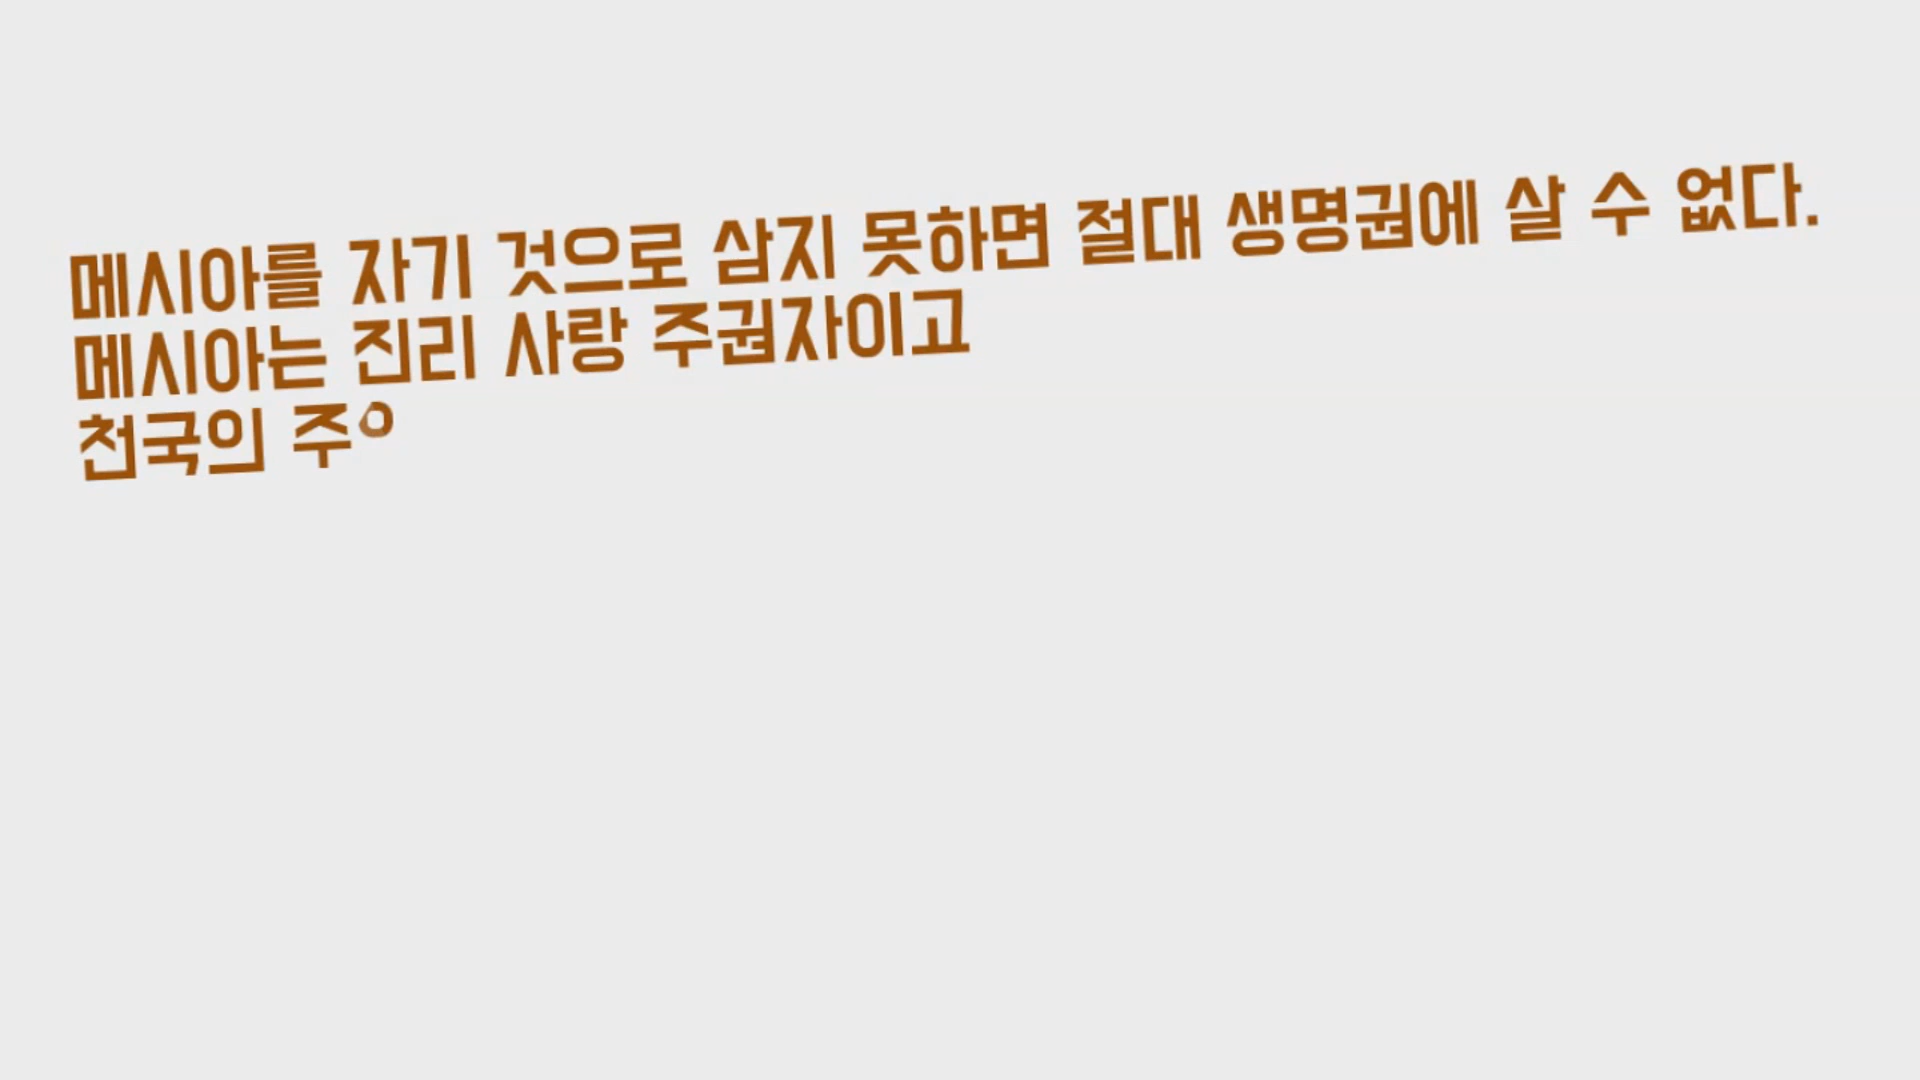 메시아를 자기 것으로 삼지 못하면 절대 생명권에 살 수 없다.
메시아는 진리 사랑 주권자이고
천국의